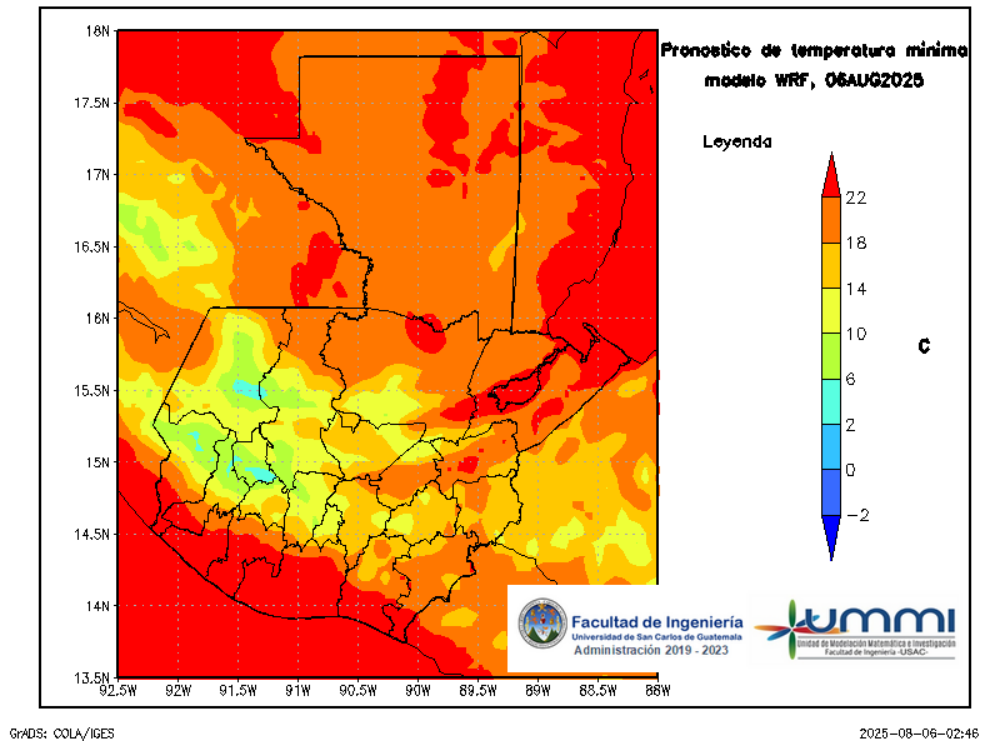 Pronostico de temperatura minima
modelo WRF, 06AUG2025
Leyenda
22
18
14
10
6
2
0
−2
C
18N
17.5N
17N
16.5N
16N
15.5N
15N
14.5N
14N
13.5N
92.5W 92W 91.5W 91W 90.5W 90W 89.5W 89W 88.5W 88W
Facultad de Ingeniería
Universidad de San Carlos de Guatemala
Administración 2019 - 2023
ummi
Unidad de Modelación Matemática e Investigación
Facultad de Ingeniería -USAC-
GrADS: COLA/IGES
2025-08-06-02:46